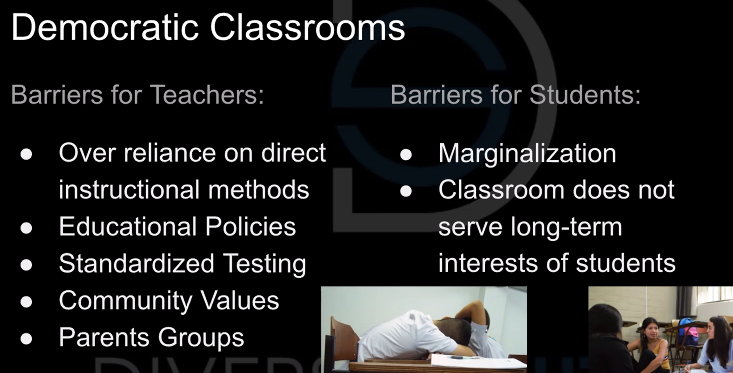 Democratic Classrooms
Barriers for Teachers:
● Over reliance on direct
instructional methods
● Educational Policies
● Standardized Testing
● Community Values
● Parents Groups
Barriers for Students:
● Marginalization
● Classroom does not
serve long-term
interests of students